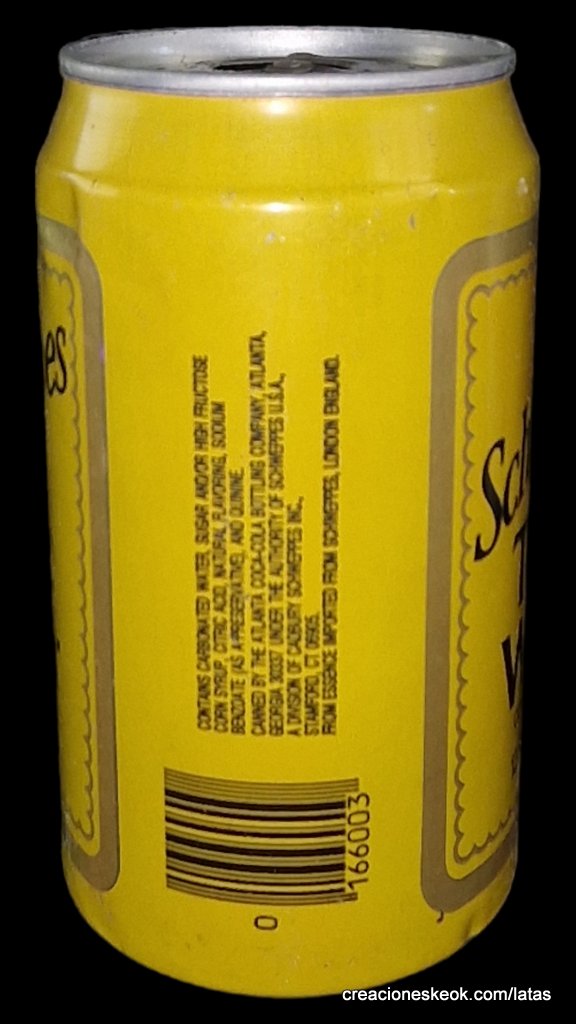 es
CONTAINS CARBONATED WATER, SUGAR AND/OR HIGH FRUCTOSE
CORN SYRUP, CITRIC ACID, NATURAL FLAVORING, SODIUM
BENZOATE (AS A PRESERVATIVE), AND QUININE.
CANNED BY THE ATLANTA COCA-COLA BOTTLING COMPANY, ATLANTA,
GEORGIA 30337 UNDER THE AUTHORITY OF SCHWEPPES U.S.A.,
A DIVISION OF CADBURY SCHWEPPES INC.,
STAMFORD, CT 06905.
FROM ESSENCE IMPORTED FROM SCHWEPPES, LONDON ENGLAND.
0
166003
Sch
T
W
creacioneskeok.com/latas